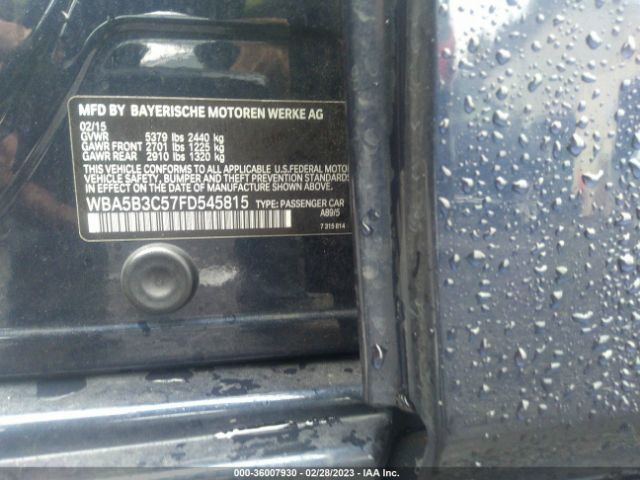 MFD BY BAYERISCHE MOTOREN WERKE AG
02/15
GVWR 5379 lbs 2440 kg
GAWR FRONT 2701 lbs 1225 kg
GAWR REAR 2910 lbs 1320 kg
THIS VEHICLE CONFORMS TO ALL APPLICABLE U.S.FEDERAL MOTOR
VEHICLE SAFETY, BUMPER AND THEFT PREVENTION STANDARDS
IN EFFECT ON THE DATE OF MANUFACTURE SHOWN ABOVE.
WBA5B3C57FD545815 TYPE: PASSENGER CAR
A89/5
7 315 814
000-36007930 - 02/28/2023 - IAA Inc.